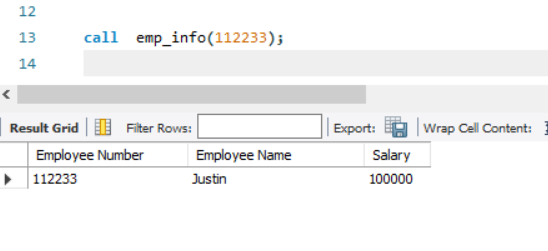 12
13 call emp_info(112233);
14
Result Grid Filter Rows: Export: Wrap Cell Content:
Employee Number Employee Name Salary
112233 Justin 100000